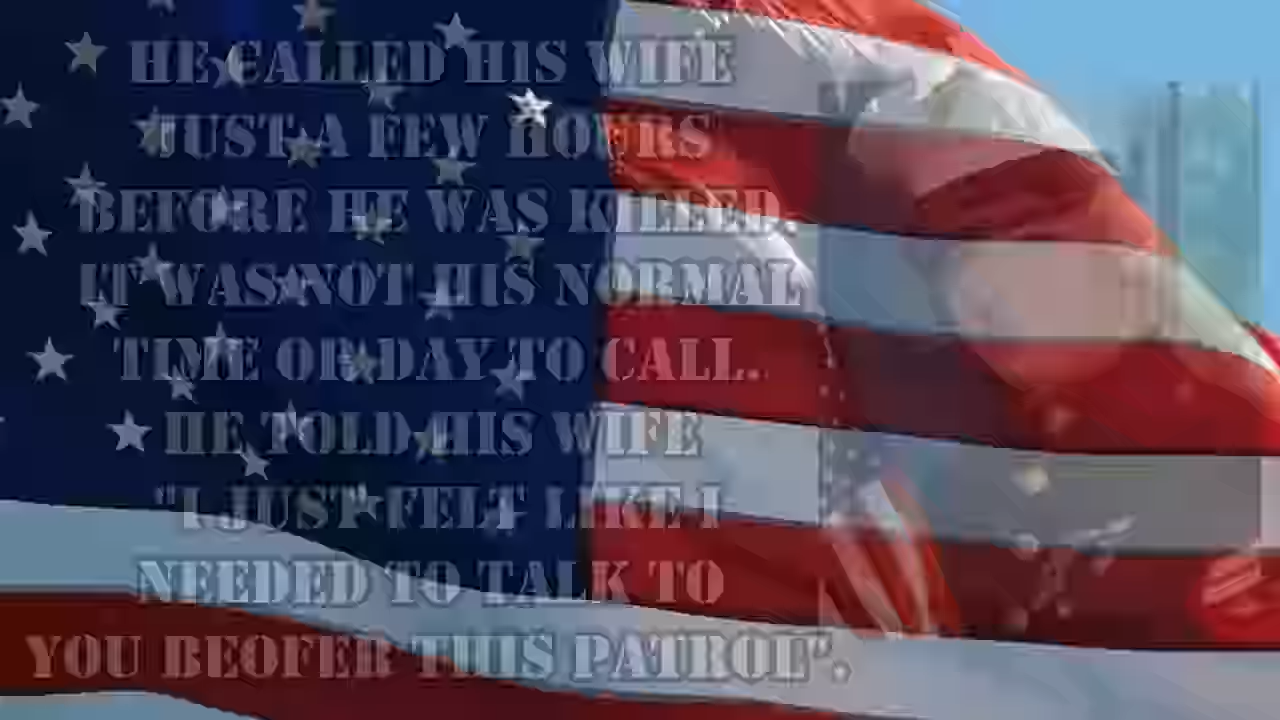 HE CALLED HIS WIFE
JUST A FEW HOURS
BEFORE HE WAS KILLED.
IT WAS NOT HIS NORMAL
TIME OF DAY TO CALL.
HE TOLD HIS WIFE
"I JUST FELT LIKE I
NEEDED TO TALK TO
YOU BEOFER THIS PATROL".